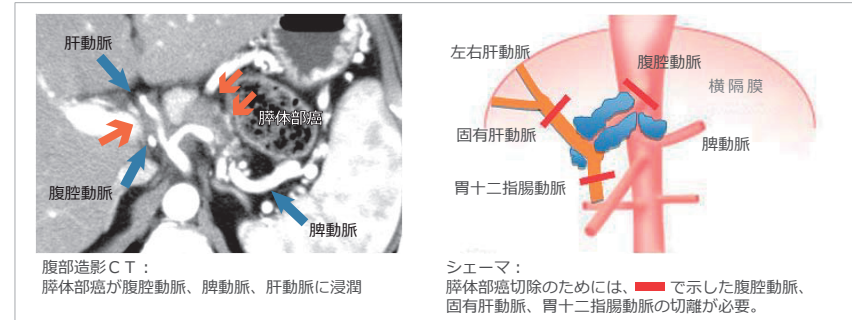 肝動脈
膵体部癌
腹腔動脈
脾動脈
腹部造影ＣＴ：
膵体部癌が腹腔動脈、脾動脈、肝動脈に浸潤
左右肝動脈
腹腔動脈
横隔膜
固有肝動脈
脾動脈
胃十二指腸動脈
シェーマ：
膵体部癌切除のためには、で示した腹腔動脈、
固有肝動脈、胃十二指腸動脈の切離が必要。